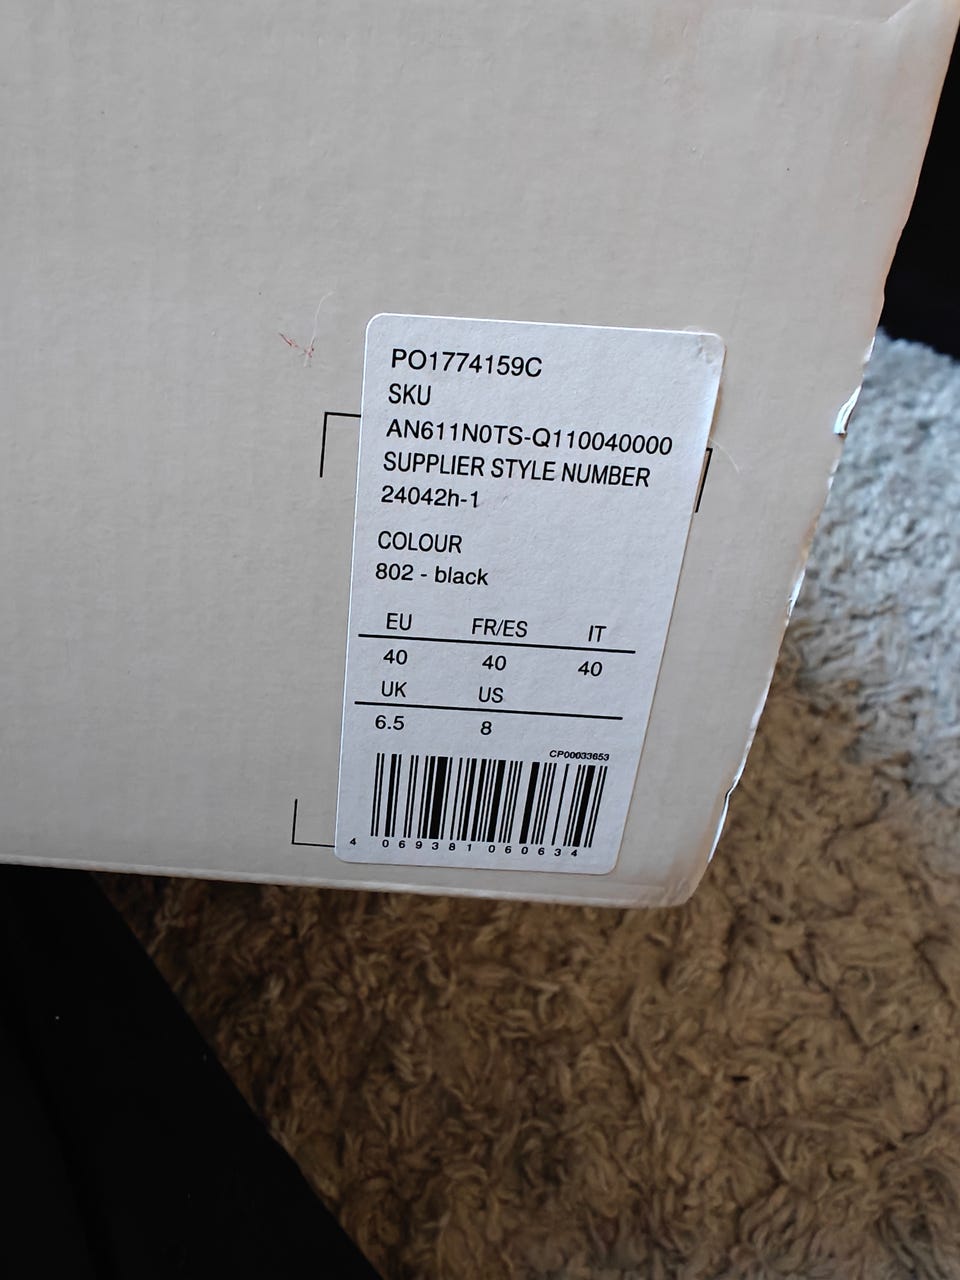 PO1774159C
SKU
AN611N0TS-Q110040000
SUPPLIER STYLE NUMBER
24042h-1
COLOUR
802 - black
EU FR/ES IT
40 40 40
UK US
6.5 8
CP00033653
4 069381 060634